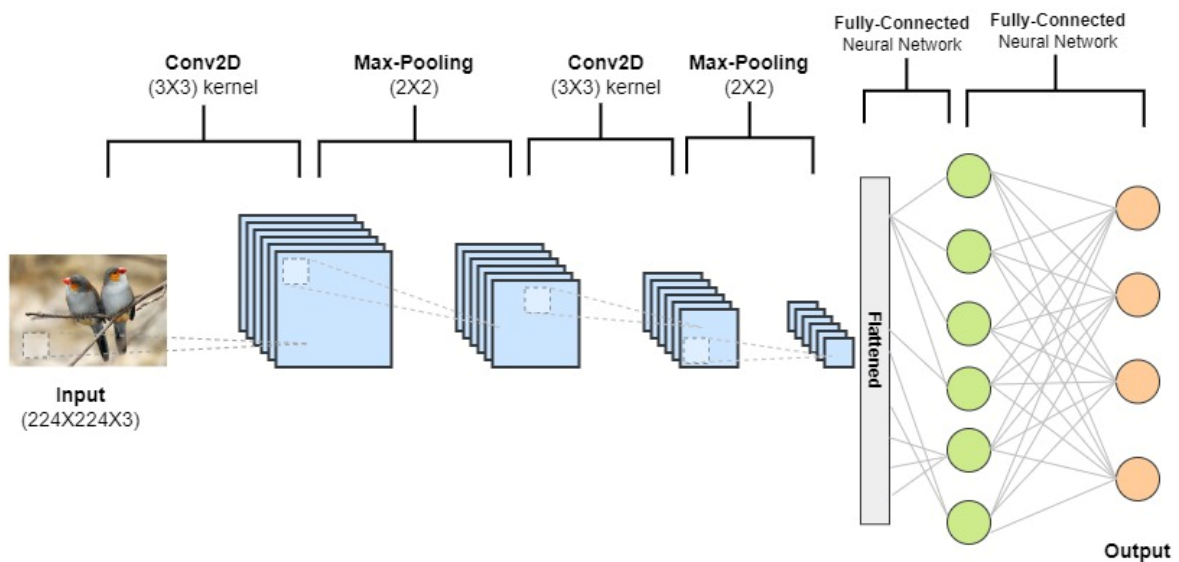 Conv2D
(3X3) kernel
Max-Pooling
(2X2)
Conv2D
(3X3) kernel
Max-Pooling
(2X2)
Fully-Connected
Neural Network
Fully-Connected
Neural Network
Input
(224X224X3)
Flattened
Output